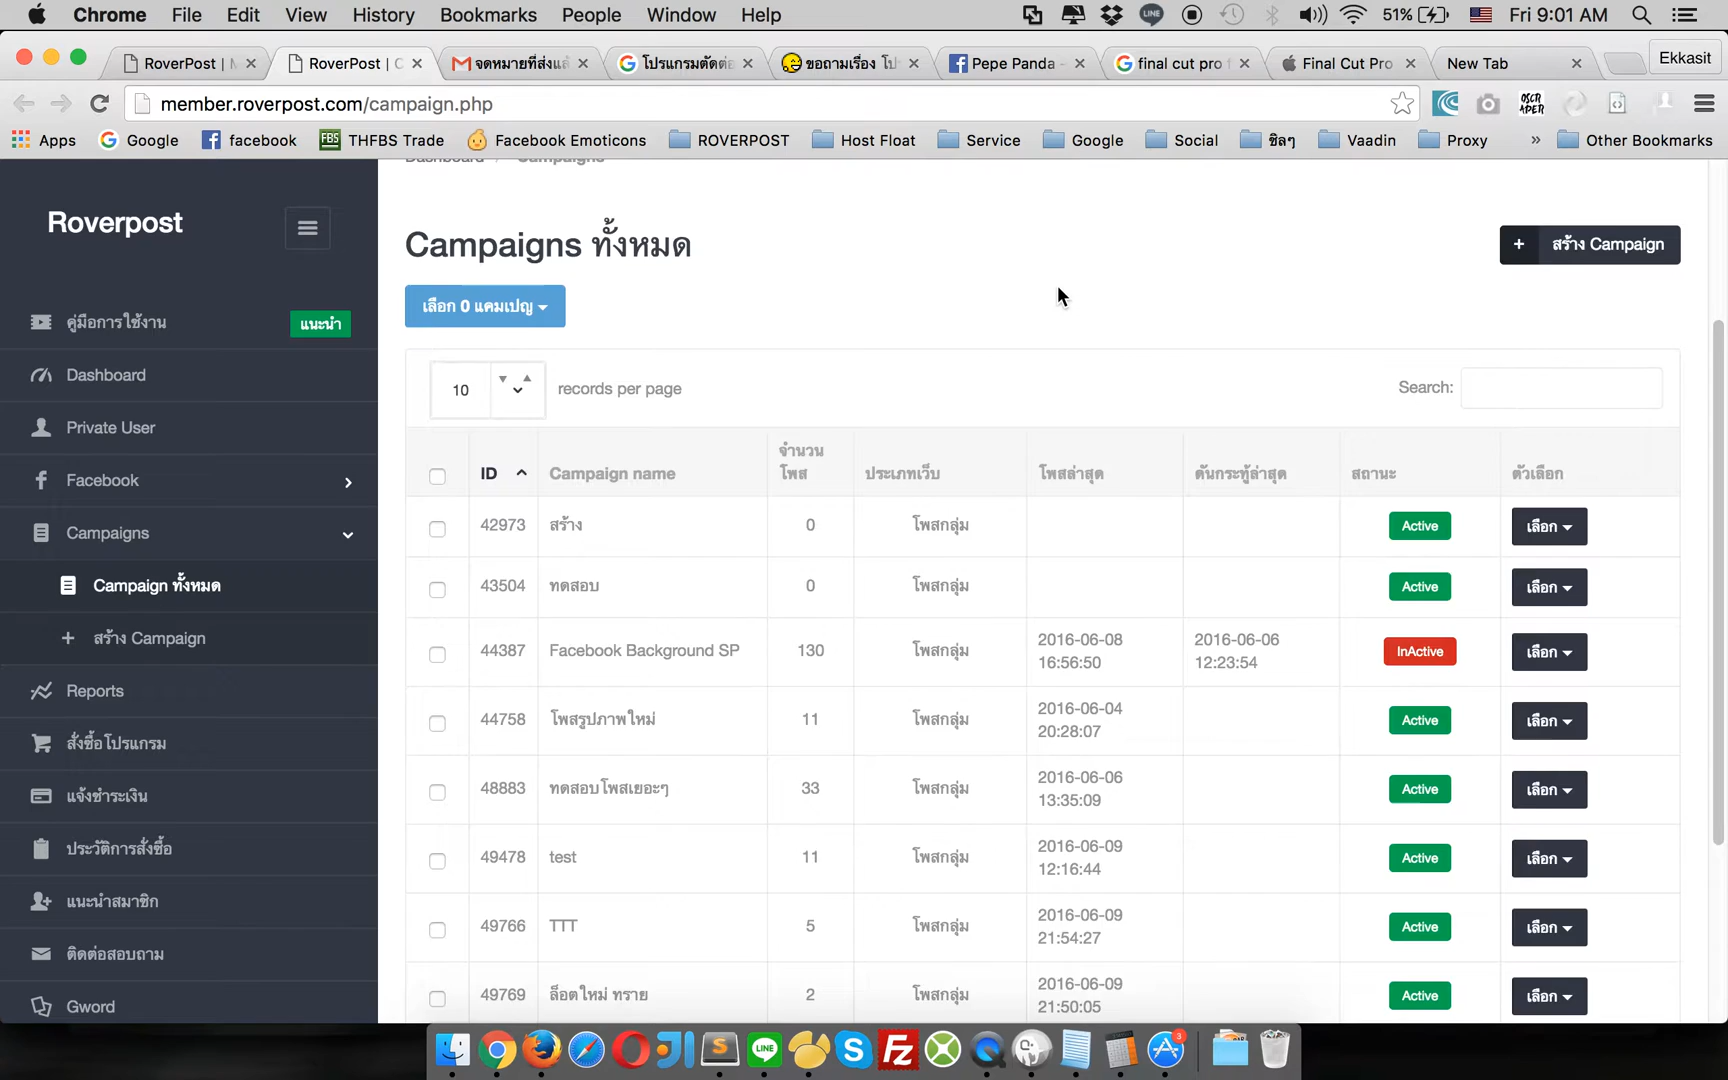 Chrome File Edit View History Bookmarks People Window Help 51% Fri 9:01 AM
RoverPost | RoverPost | C จดหมายที่ส่งแล้ โปรแกรมตัดต่อ ขอถามเรื่อง โป Pepe Panda - final cut pro Final Cut Pro New Tab Ekkasit
member.roverpost.com/campaign.php
Apps Google facebook THFBS Trade Facebook Emoticons ROVERPOST Host Float Service Google Social ชิลๆ Vaadin Proxy » Other Bookmarks
Dashboard / Campaigns
Roverpost
Campaigns ทั้งหมด
+ สร้าง Campaign
เลือก 0 แคมเปญ
คู่มือการใช้งาน แนะนำ
Dashboard
Private User
Facebook
Campaigns
Campaign ทั้งหมด
+ สร้าง Campaign
Reports
สั่งซื้อโปรแกรม
แจ้งชำระเงิน
ประวัติการสั่งซื้อ
แนะนำสมาชิก
ติดต่อสอบถาม
Gword
10 records per page Search:
ID Campaign name จำนวนโพส ประเภทเว็บ โพสล่าสุด ดันกระทู้ล่าสุด สถานะ ตัวเลือก
42973 สร้าง 0 โพสกลุ่ม Active เลือก
43504 ทดสอบ 0 โพสกลุ่ม Active เลือก
44387 Facebook Background SP 130 โพสกลุ่ม 2016-06-08 16:56:50 2016-06-06 12:23:54 InActive เลือก
44758 โพสรูปภาพใหม่ 11 โพสกลุ่ม 2016-06-04 20:28:07 Active เลือก
48883 ทดสอบโพสเยอะๆ 33 โพสกลุ่ม 2016-06-06 13:35:09 Active เลือก
49478 test 11 โพสกลุ่ม 2016-06-09 12:16:44 Active เลือก
49766 TTT 5 โพสกลุ่ม 2016-06-09 21:54:27 Active เลือก
49769 ล็อตใหม่ ทราย 2 โพสกลุ่ม 2016-06-09 21:50:05 Active เลือก